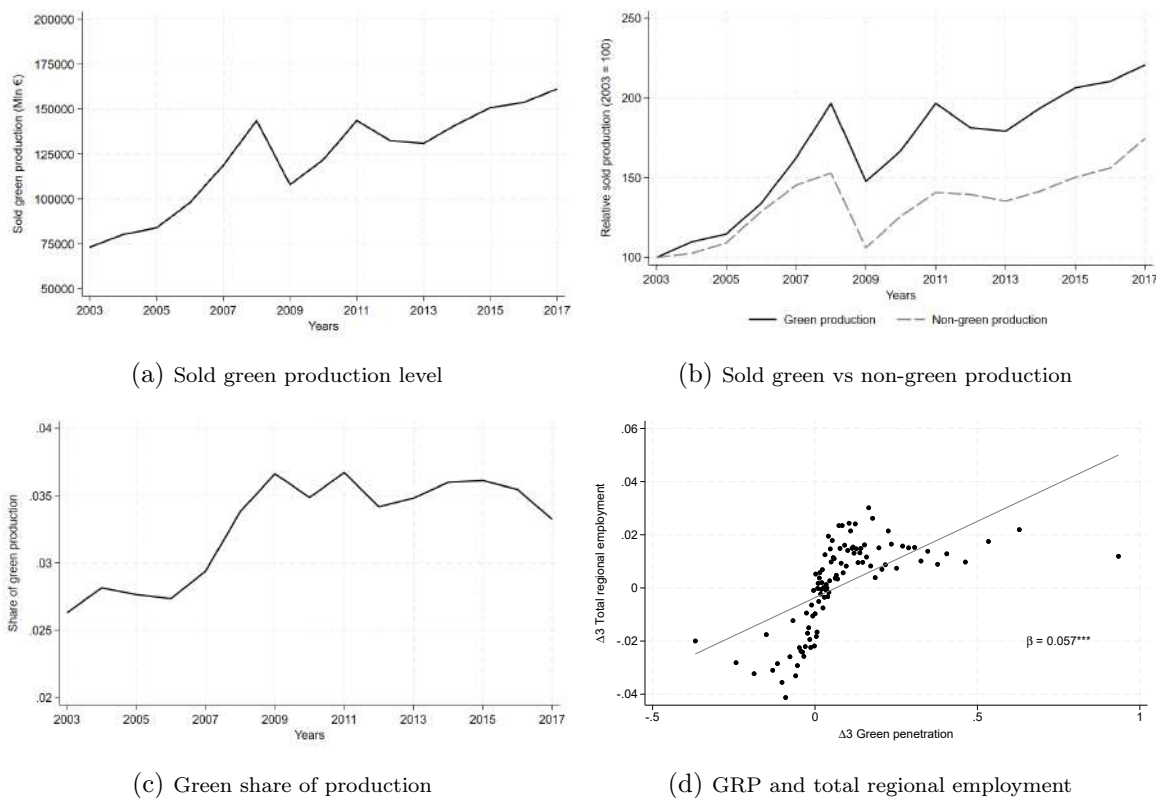 200000
175000
150000
125000
100000
75000
50000
Sold green production (Mln €)
2003 2005 2007 2009 2011 2013 2015 2017
Years
(a) Sold green production level
250
200
150
100
Relative sold production (2003 = 100)
2003 2005 2007 2009 2011 2013 2015 2017
Years
Green production Non-green production
(b) Sold green vs non-green production
.04
.035
.03
.025
.02
Share of green production
2003 2005 2007 2009 2011 2013 2015 2017
Years
(c) Green share of production
.06
.04
.02
0
-.02
-.04
Δ3 Total regional employment
β = 0.057***
-.5 0 .5 1
Δ3 Green penetration
(d) GRP and total regional employment